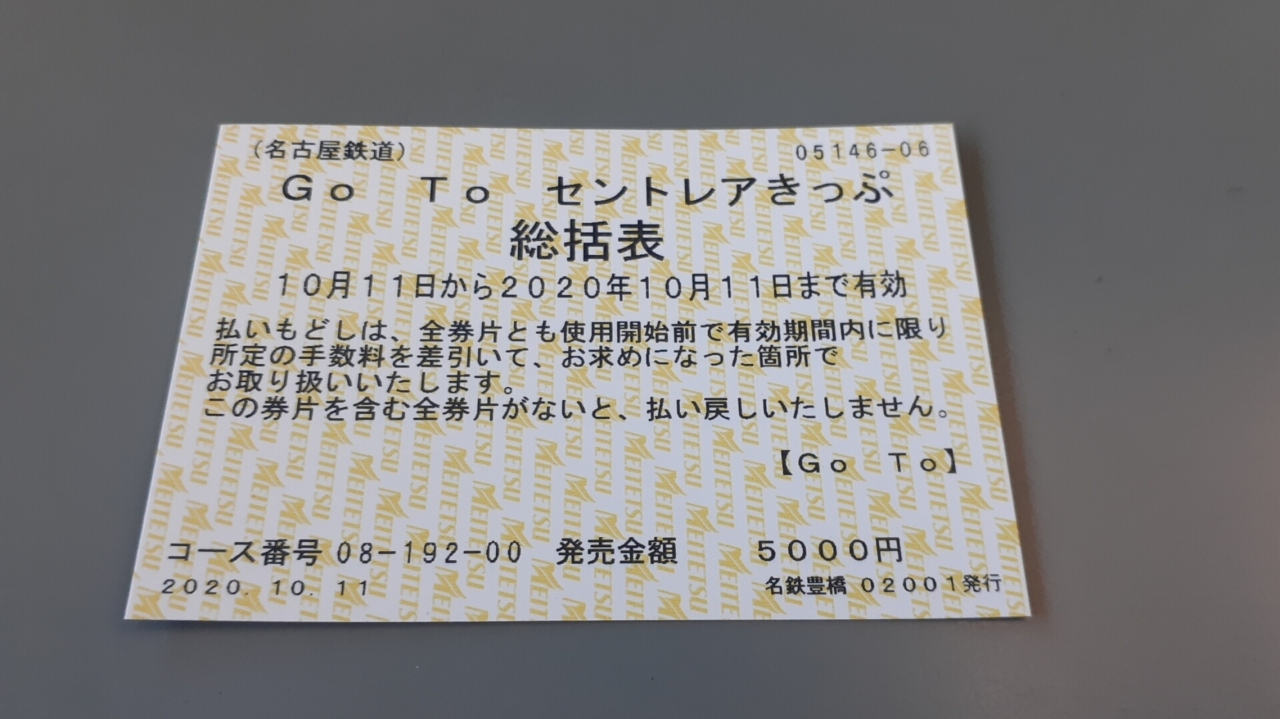 (名古屋鉄道) 05146-06
Go To セントレアきっぷ
総括表
10月11日から2020年10月11日まで有効
払いもどしは、全券片とも使用開始前で有効期間内に限り
所定の手数料を差引いて、お求めになった箇所で
お取り扱いいたします。
この券片を含む全券片がないと、払い戻しいたしません。
【Go To】
コース番号 08-192-00 発売金額 5000円
2020.10.11 名鉄豊橋 02001発行